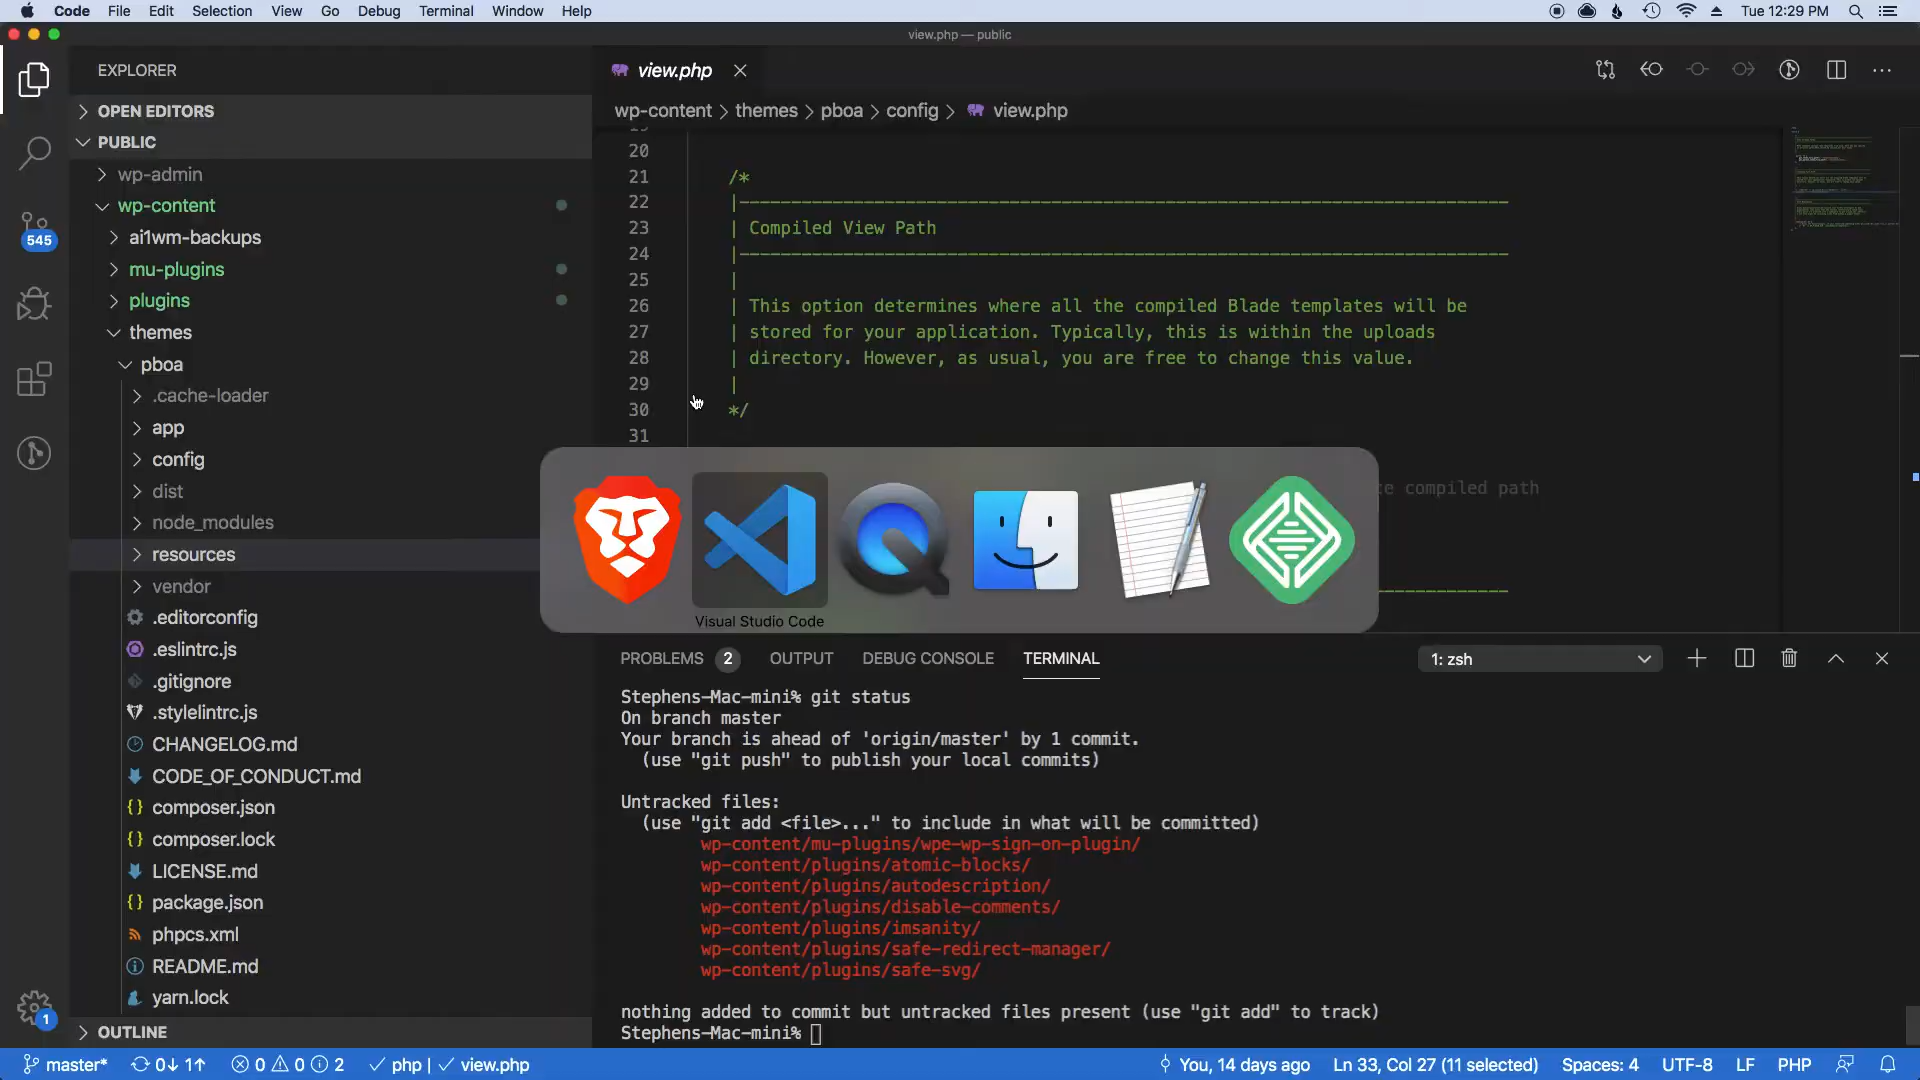 Code File Edit Selection View Go Debug Terminal Window Help
Tue 12:29 PM
view.php — public
EXPLORER
OPEN EDITORS
PUBLIC
wp-admin
wp-content
ai1wm-backups
mu-plugins
plugins
themes
pboa
.cache-loader
app
config
dist
node_modules
resources
vendor
.editorconfig
.eslintrc.js
.gitignore
.stylelintrc.js
CHANGELOG.md
CODE_OF_CONDUCT.md
composer.json
composer.lock
LICENSE.md
package.json
phpcs.xml
README.md
yarn.lock
OUTLINE
545
1
view.php
wp-content > themes > pboa > config > view.php
20
21 /*
22 |--------------------------------------------------------------------------
23 | Compiled View Path
24 |--------------------------------------------------------------------------
25 |
26 | This option determines where all the compiled Blade templates will be
27 | stored for your application. Typically, this is within the uploads
28 | directory. However, as usual, you are free to change this value.
29 |
30 */
31
compiled path
Visual Studio Code
PROBLEMS 2 OUTPUT DEBUG CONSOLE TERMINAL
1: zsh
Stephens-Mac-mini% git status
On branch master
Your branch is ahead of 'origin/master' by 1 commit.
(use "git push" to publish your local commits)
Untracked files:
(use "git add <file>..." to include in what will be committed)
wp-content/mu-plugins/wpe-wp-sign-on-plugin/
wp-content/plugins/atomic-blocks/
wp-content/plugins/autodescription/
wp-content/plugins/disable-comments/
wp-content/plugins/imsanity/
wp-content/plugins/safe-redirect-manager/
wp-content/plugins/safe-svg/
nothing added to commit but untracked files present (use "git add" to track)
Stephens-Mac-mini%
master* 0↓ 1↑ 0 0 2 php | view.php
You, 14 days ago Ln 33, Col 27 (11 selected) Spaces: 4 UTF-8 LF PHP